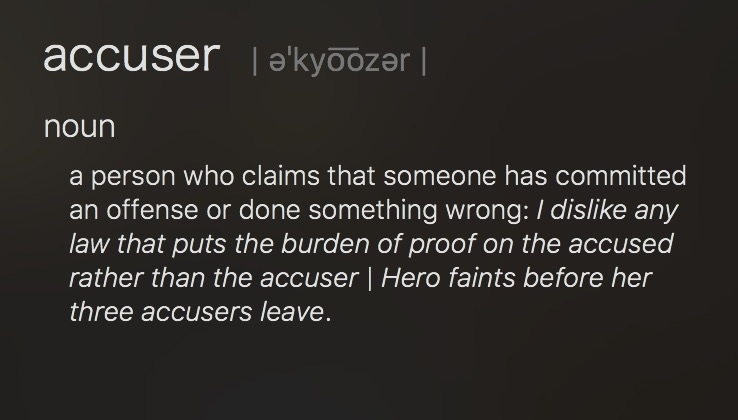 accuser | əˈkyo͞ozər |
noun
a person who claims that someone has committed
an offense or done something wrong: I dislike any
law that puts the burden of proof on the accused
rather than the accuser | Hero faints before her
three accusers leave.